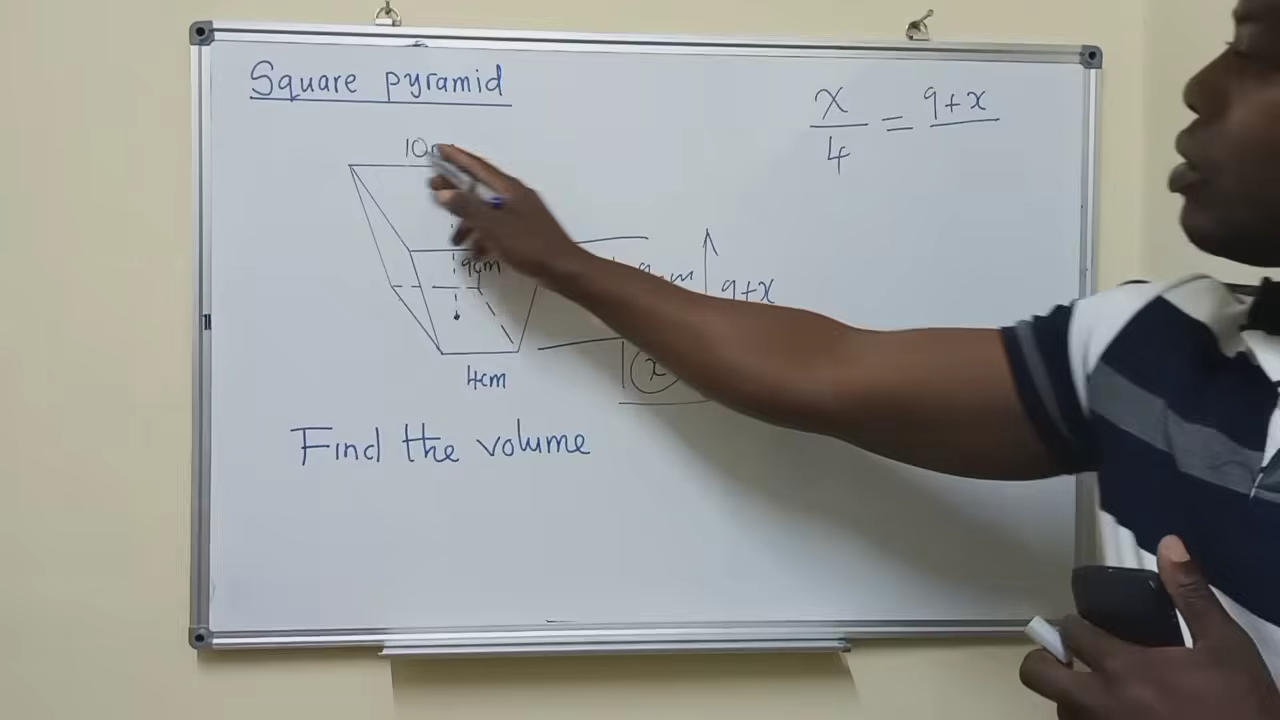 Square pyramid
x/4 = 9+x
10
9cm
9+x
x
4cm
Find the volume